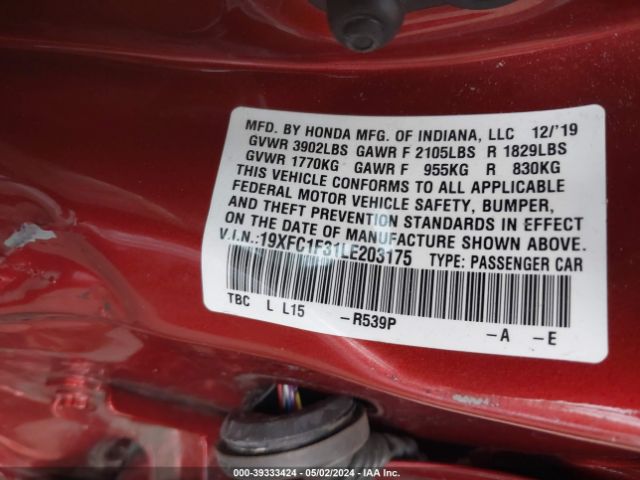 MFD. BY HONDA MFG. OF INDIANA, LLC 12/'19
GVWR 3902LBS GAWR F 2105LBS R 1829LBS
GVWR 1770KG GAWR F 955KG R 830KG
THIS VEHICLE CONFORMS TO ALL APPLICABLE
FEDERAL MOTOR VEHICLE SAFETY, BUMPER,
AND THEFT PREVENTION STANDARDS IN EFFECT
ON THE DATE OF MANUFACTURE SHOWN ABOVE.
V.I.N.:19XFC1F31LE203175 TYPE: PASSENGER CAR
TBC L L15 -R539P -A -E
000-39333424 - 05/02/2024 - IAA Inc.